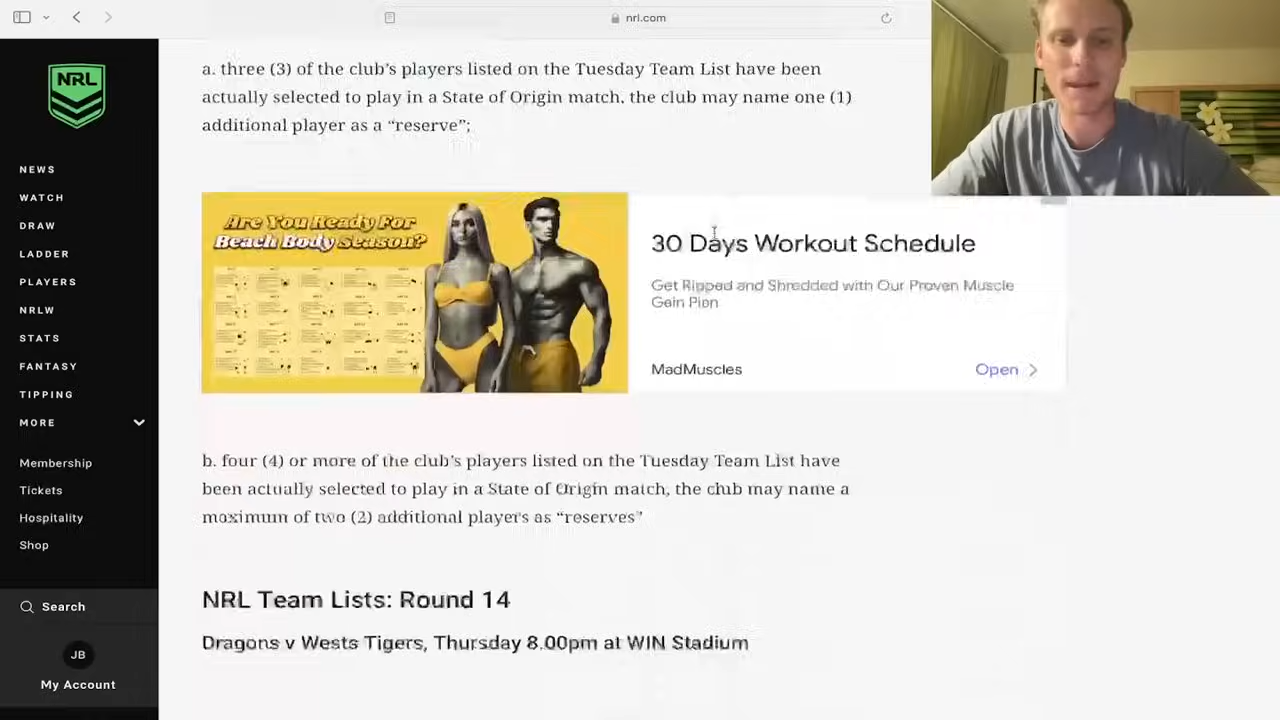 nrl.com
NRL
NEWS
WATCH
DRAW
LADDER
PLAYERS
NRLW
STATS
FANTASY
TIPPING
MORE
Membership
Tickets
Hospitality
Shop
Search
JB
My Account
a. three (3) of the club's players listed on the Tuesday Team List have been
actually selected to play in a State of Origin match, the club may name one (1)
additional player as a “reserve”;
Are You Ready For
Beach Body Season?
30 Days Workout Schedule
Get Ripped and Shredded with Our Proven Muscle
Gain Plan
MadMuscles
Open
b. four (4) or more of the club's players listed on the Tuesday Team List have
been actually selected to play in a State of Origin match, the club may name a
maximum of two (2) additional players as “reserves”
NRL Team Lists: Round 14
Dragons v Wests Tigers, Thursday 8.00pm at WIN Stadium